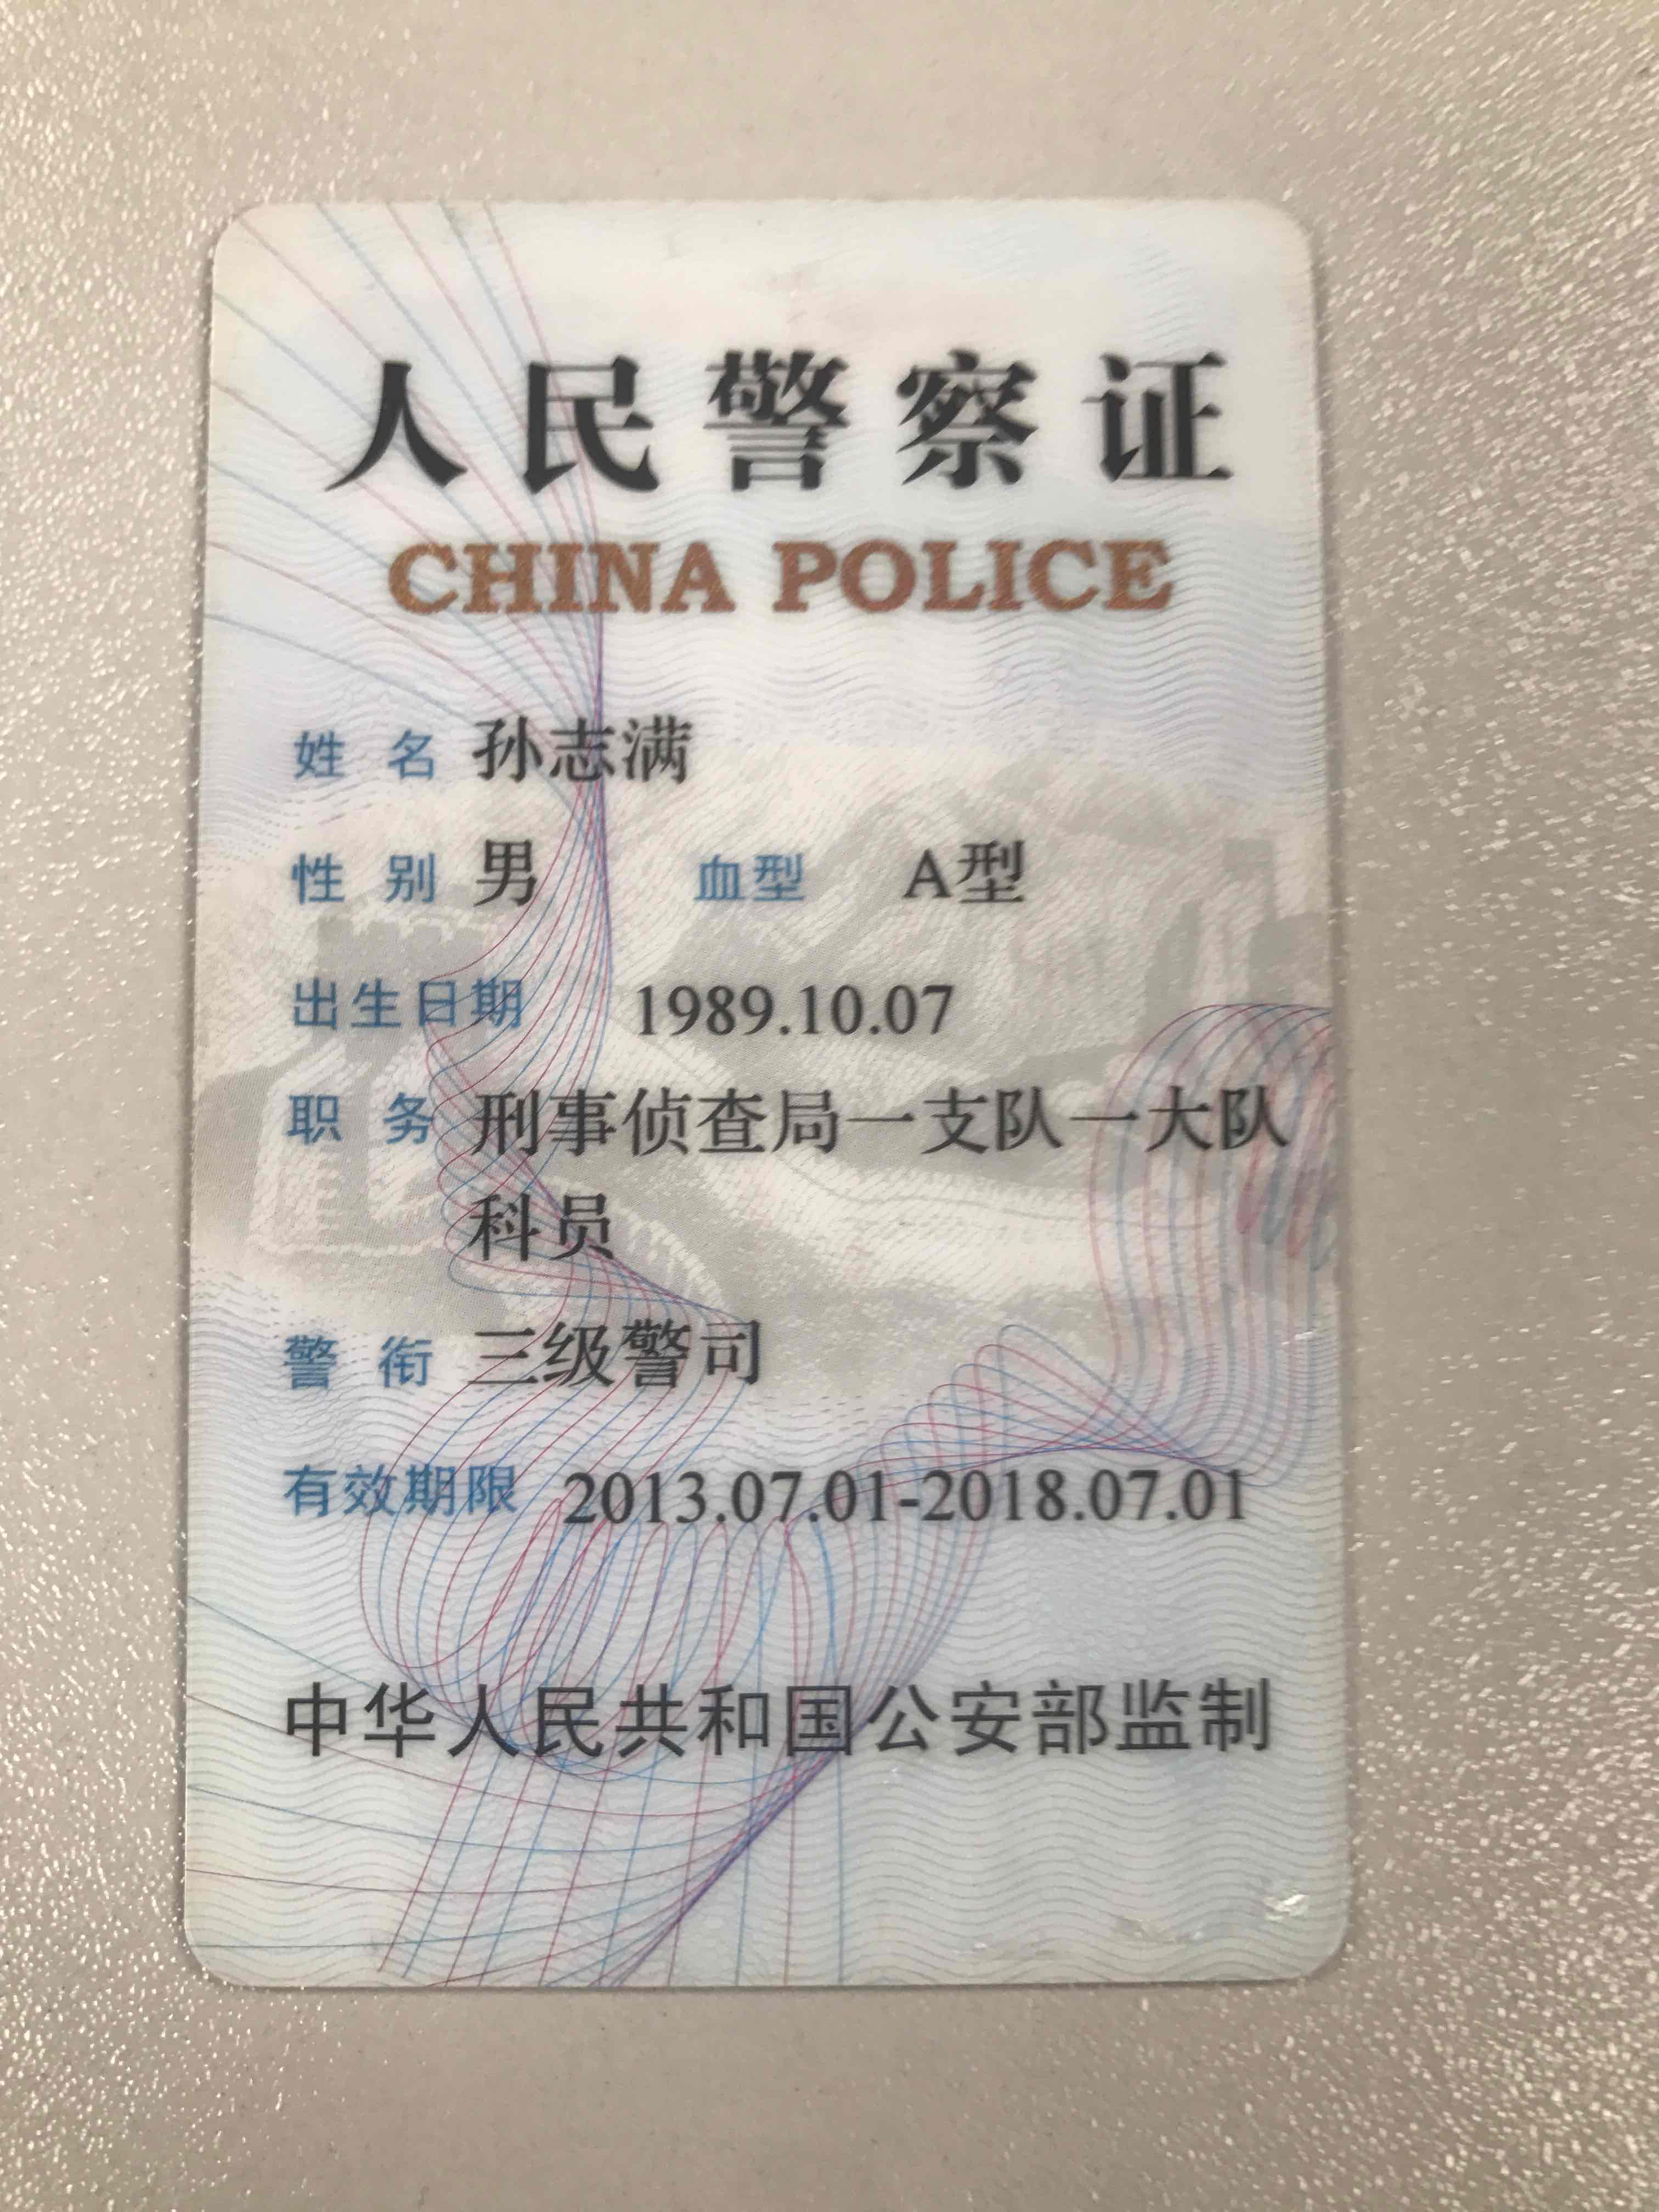 人民警察证
CHINA POLICE
姓 名 孙志满
性 别 男 血型 A型
出生日期 1989.10.07
职 务 刑事侦查局一支队一大队
科员
警 衔 三级警司
有效期限 2013.07.01-2018.07.01
中华人民共和国公安部监制